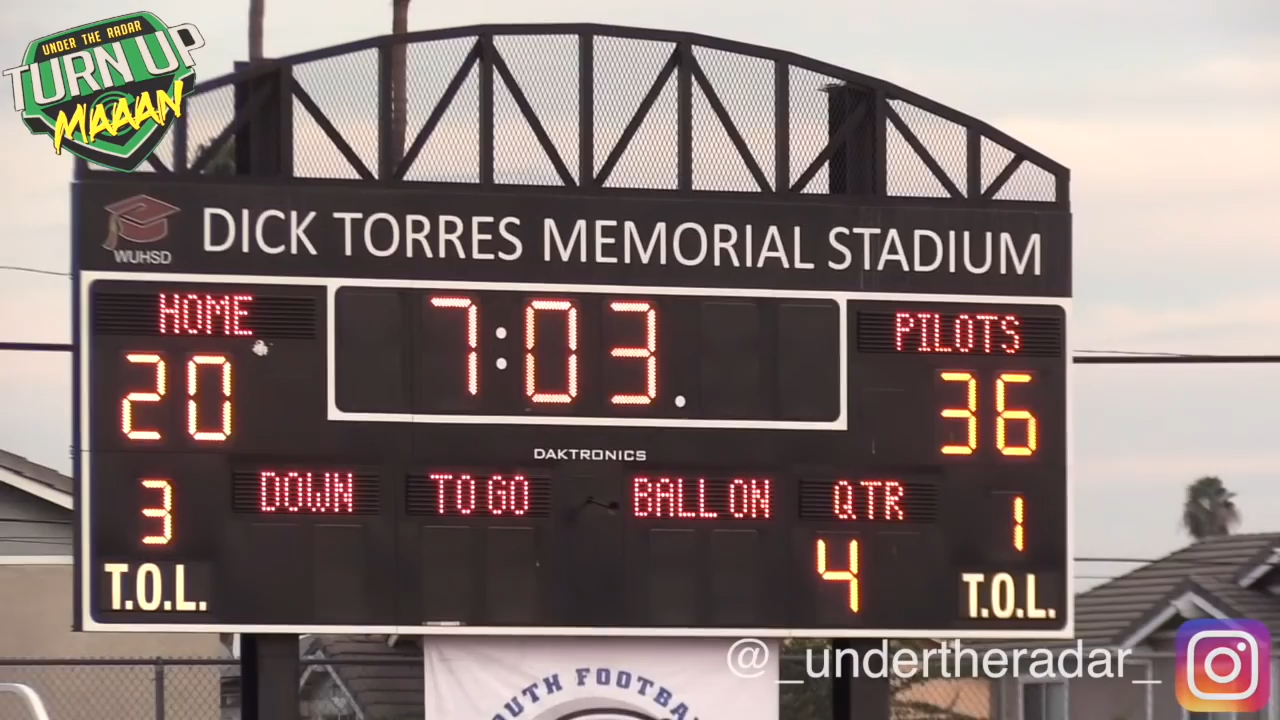 UNDER THE RADAR
TURN UP
MAAAN
WUHSD
DICK TORRES MEMORIAL STADIUM
HOME
7:03.
PILOTS
20
36
DAKTRONICS
DOWN
TO GO
BALL ON
QTR
3
1
4
T.O.L.
T.O.L.
@_undertheradar_